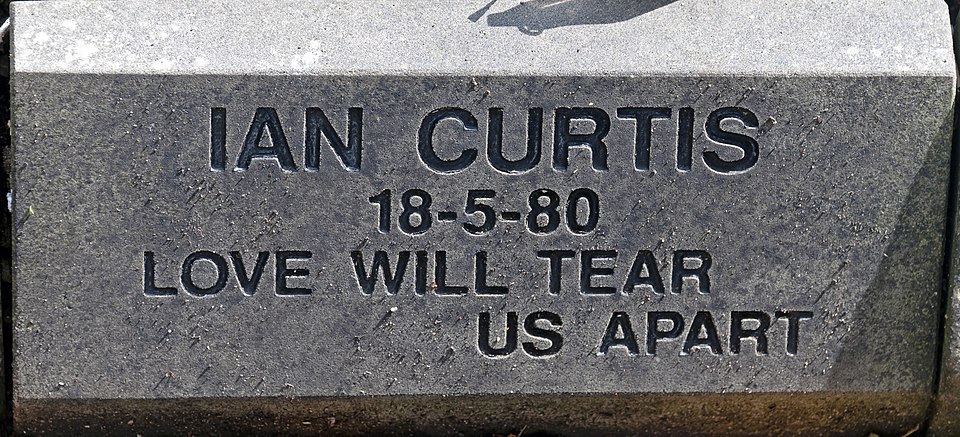 IAN CURTIS
18-5-80
LOVE WILL TEAR
US APART